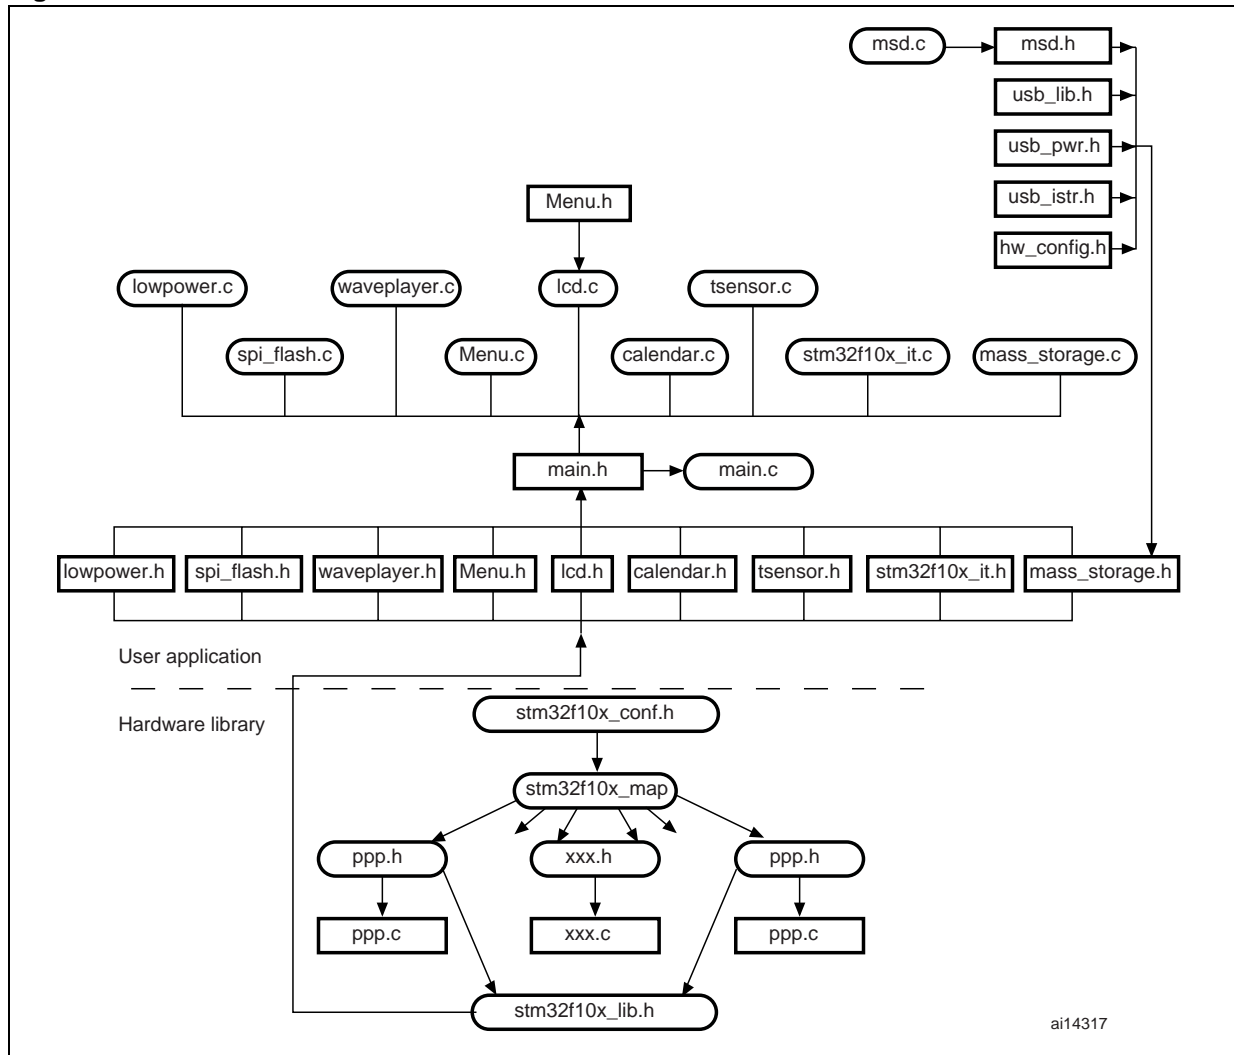 msd.c
msd.h
usb_lib.h
usb_pwr.h
usb_istr.h
hw_config.h
Menu.h
lowpower.c
waveplayer.c
lcd.c
tsensor.c
spi_flash.c
Menu.c
calendar.c
stm32f10x_it.c
mass_storage.c
main.h
main.c
lowpower.h
spi_flash.h
waveplayer.h
Menu.h
lcd.h
calendar.h
tsensor.h
stm32f10x_it.h
mass_storage.h
User application
Hardware library
stm32f10x_conf.h
stm32f10x_map
ppp.h
xxx.h
ppp.h
ppp.c
xxx.c
ppp.c
stm32f10x_lib.h
ai14317